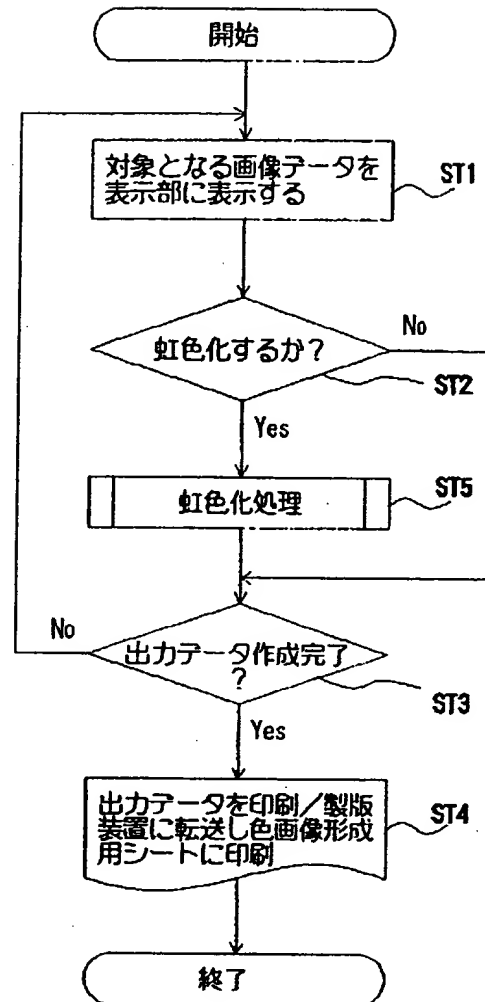 開始
対象となる画像データを
表示部に表示する
ST1
虹色化するか?
No
ST2
Yes
虹色化処理
ST5
No
出力データ作成完了
?
ST3
Yes
出力データを印刷/製版
装置に転送し色画像形成
用シートに印刷
ST4
終了